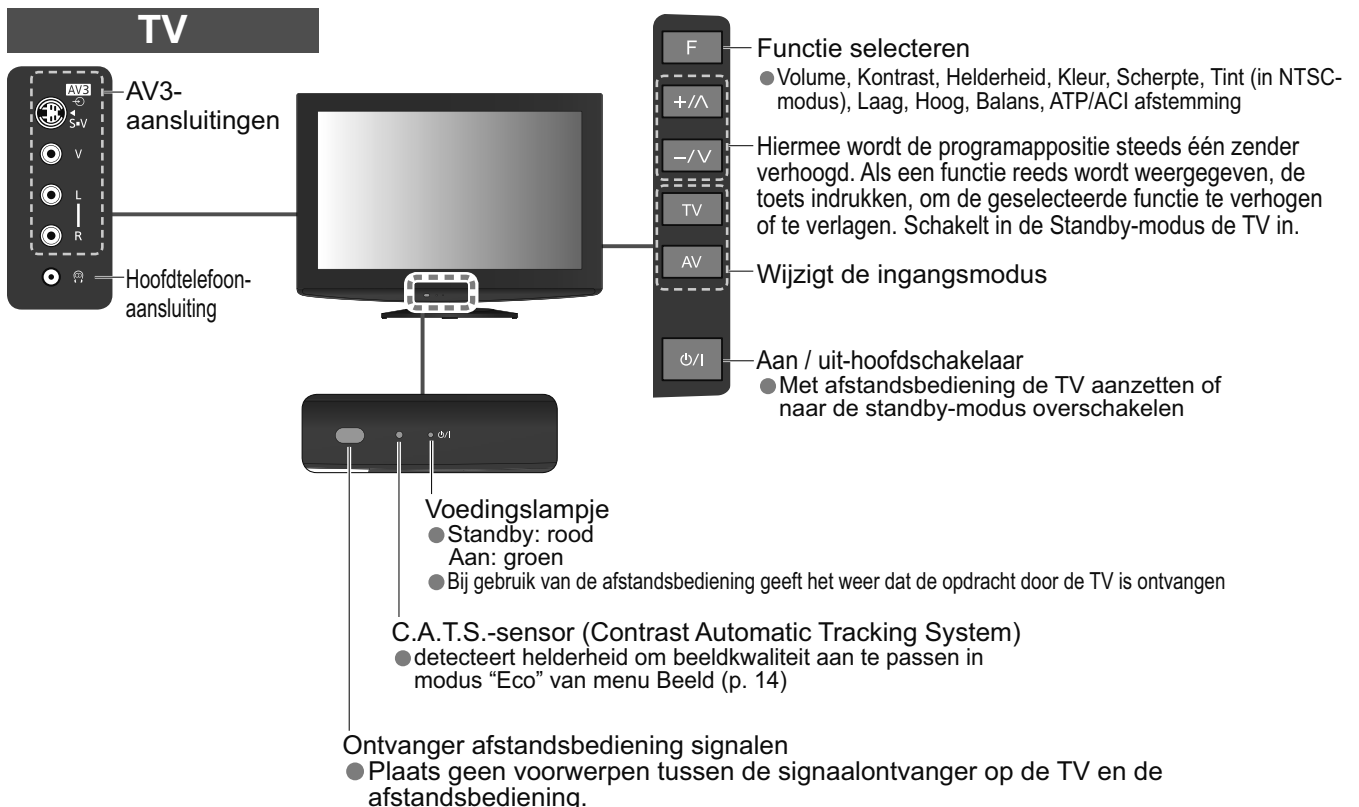 TV
AV3
S▪V
V
L
R
AV3-
aansluitingen
Hoofdtelefoon-
aansluiting
F
+/∧
−/∨
TV
AV
⏻/I
Functie selecteren
● Volume, Kontrast, Helderheid, Kleur, Scherpte, Tint (in NTSC-
modus), Laag, Hoog, Balans, ATP/ACI afstemming
Hiermee wordt de programappositie steeds één zender
verhoogd. Als een functie reeds wordt weergegeven, de
toets indrukken, om de geselecteerde functie te verhogen
of te verlagen. Schakelt in de Standby-modus de TV in.
Wijzigt de ingangsmodus
Aan / uit-hoofdschakelaar
● Met afstandsbediening de TV aanzetten of
naar de standby-modus overschakelen
⏻/I
Voedingslampje
● Standby: rood
Aan: groen
● Bij gebruik van de afstandsbediening geeft het weer dat de opdracht door de TV is ontvangen
C.A.T.S.-sensor (Contrast Automatic Tracking System)
● detecteert helderheid om beeldkwaliteit aan te passen in
modus “Eco” van menu Beeld (p. 14)
Ontvanger afstandsbediening signalen
● Plaats geen voorwerpen tussen de signaalontvanger op de TV en de
afstandsbediening.